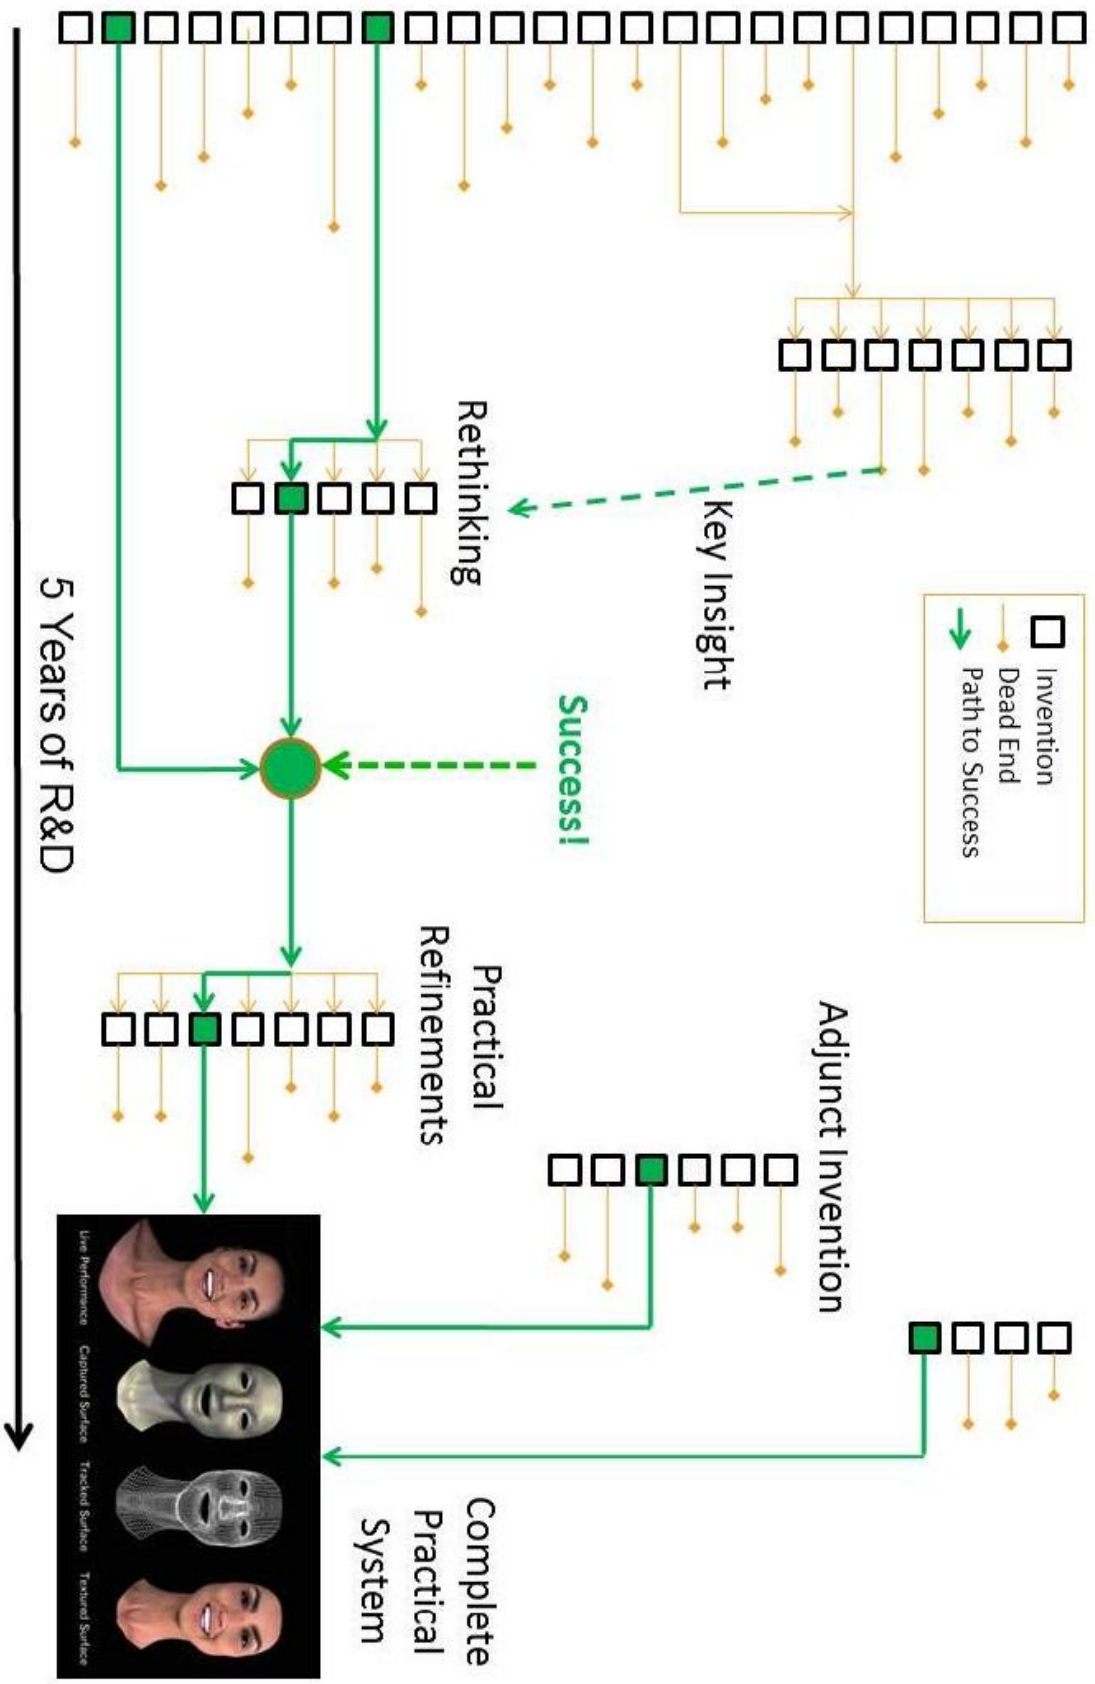 Invention
Dead End
Path to Success
Key Insight
Rethinking
Success!
Adjunct Invention
Practical
Refinements
Complete
Practical
System
Live Performance
Captured Surface
Tracked Surface
Textured Surface
5 Years of R&D